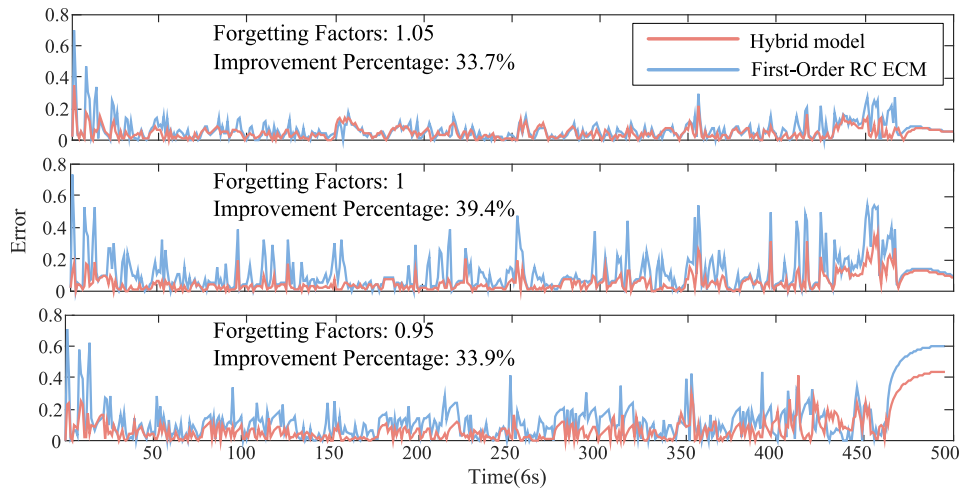 Forgetting Factors: 1.05
Improvement Percentage: 33.7%
Hybrid model
First-Order RC ECM
0.8
0.6
0.4
0.2
0
Forgetting Factors: 1
Improvement Percentage: 39.4%
Error
0.8
0.6
0.4
0.2
0
Forgetting Factors: 0.95
Improvement Percentage: 33.9%
0.8
0.6
0.4
0.2
0
50 100 150 200 250 300 350 400 450 500
Time(6s)